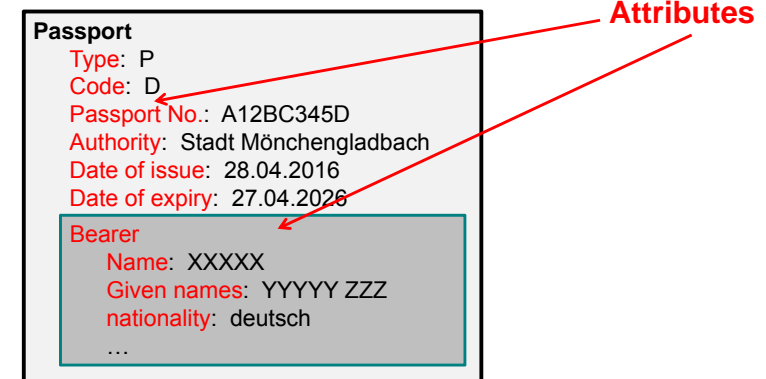 Attributes
Passport
Type: P
Code: D
Passport No.: A12BC345D
Authority: Stadt Mönchengladbach
Date of issue: 28.04.2016
Date of expiry: 27.04.2026
Bearer
Name: XXXXX
Given names: YYYYY ZZZ
nationality: deutsch
…